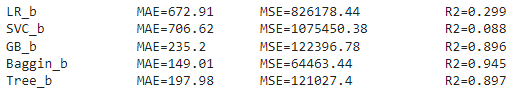 LR_b MAE=672.91 MSE=826178.44 R2=0.299
SVC_b MAE=706.62 MSE=1075450.38 R2=0.088
GB_b MAE=235.2 MSE=122396.78 R2=0.896
Baggin_b MAE=149.01 MSE=64463.44 R2=0.945
Tree_b MAE=197.98 MSE=121027.4 R2=0.897